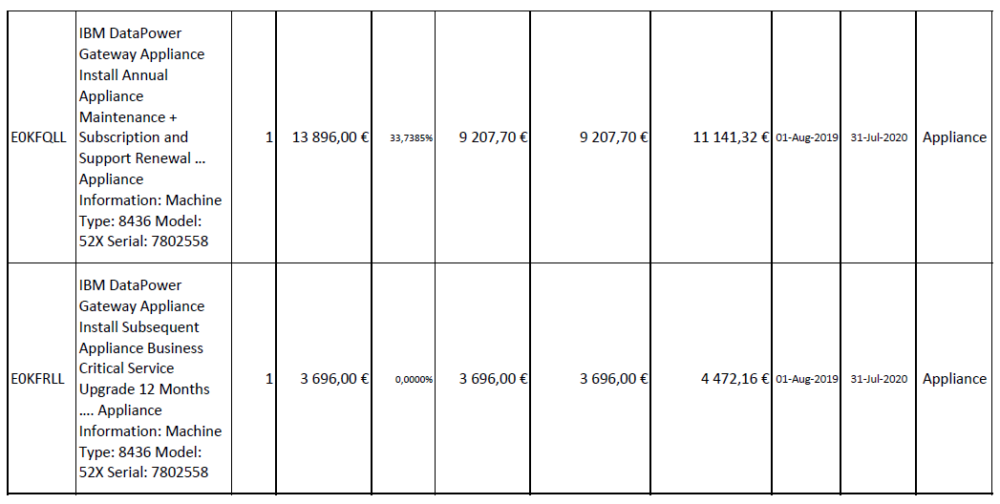 IBM DataPower
Gateway Appliance
Install Annual
Appliance
Maintenance +
E0KFQLL Subscription and 1 13 896,00 € 33,7385% 9 207,70 € 9 207,70 € 11 141,32 € 01-Aug-2019 31-Jul-2020 Appliance
Support Renewal ...
Appliance
Information: Machine
Type: 8436 Model:
52X Serial: 7802558
IBM DataPower
Gateway Appliance
Install Subsequent
Appliance Business
Critical Service
E0KFRLL Upgrade 12 Months 1 3 696,00 € 0,0000% 3 696,00 € 3 696,00 € 4 472,16 € 01-Aug-2019 31-Jul-2020 Appliance
.... Appliance
Information: Machine
Type: 8436 Model:
52X Serial: 7802558